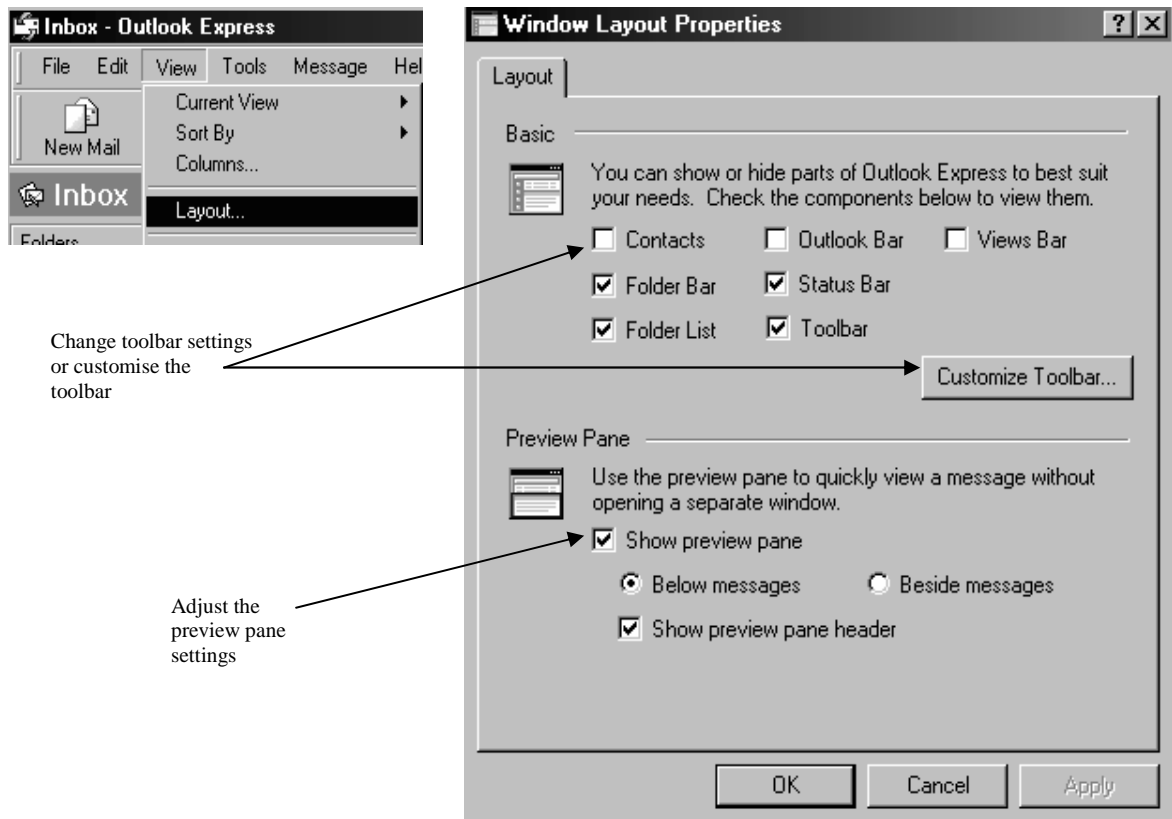 Inbox - Outlook Express
File Edit View Tools Message Hel
New Mail
Inbox
Folders
Current View
Sort By
Columns...
Layout...
Change toolbar settings
or customise the
toolbar
Adjust the
preview pane
settings
Window Layout Properties
Layout
Basic
You can show or hide parts of Outlook Express to best suit
your needs. Check the components below to view them.
Contacts Outlook Bar Views Bar
Folder Bar Status Bar
Folder List Toolbar
Customize Toolbar...
Preview Pane
Use the preview pane to quickly view a message without
opening a separate window.
Show preview pane
Below messages Beside messages
Show preview pane header
OK Cancel Apply